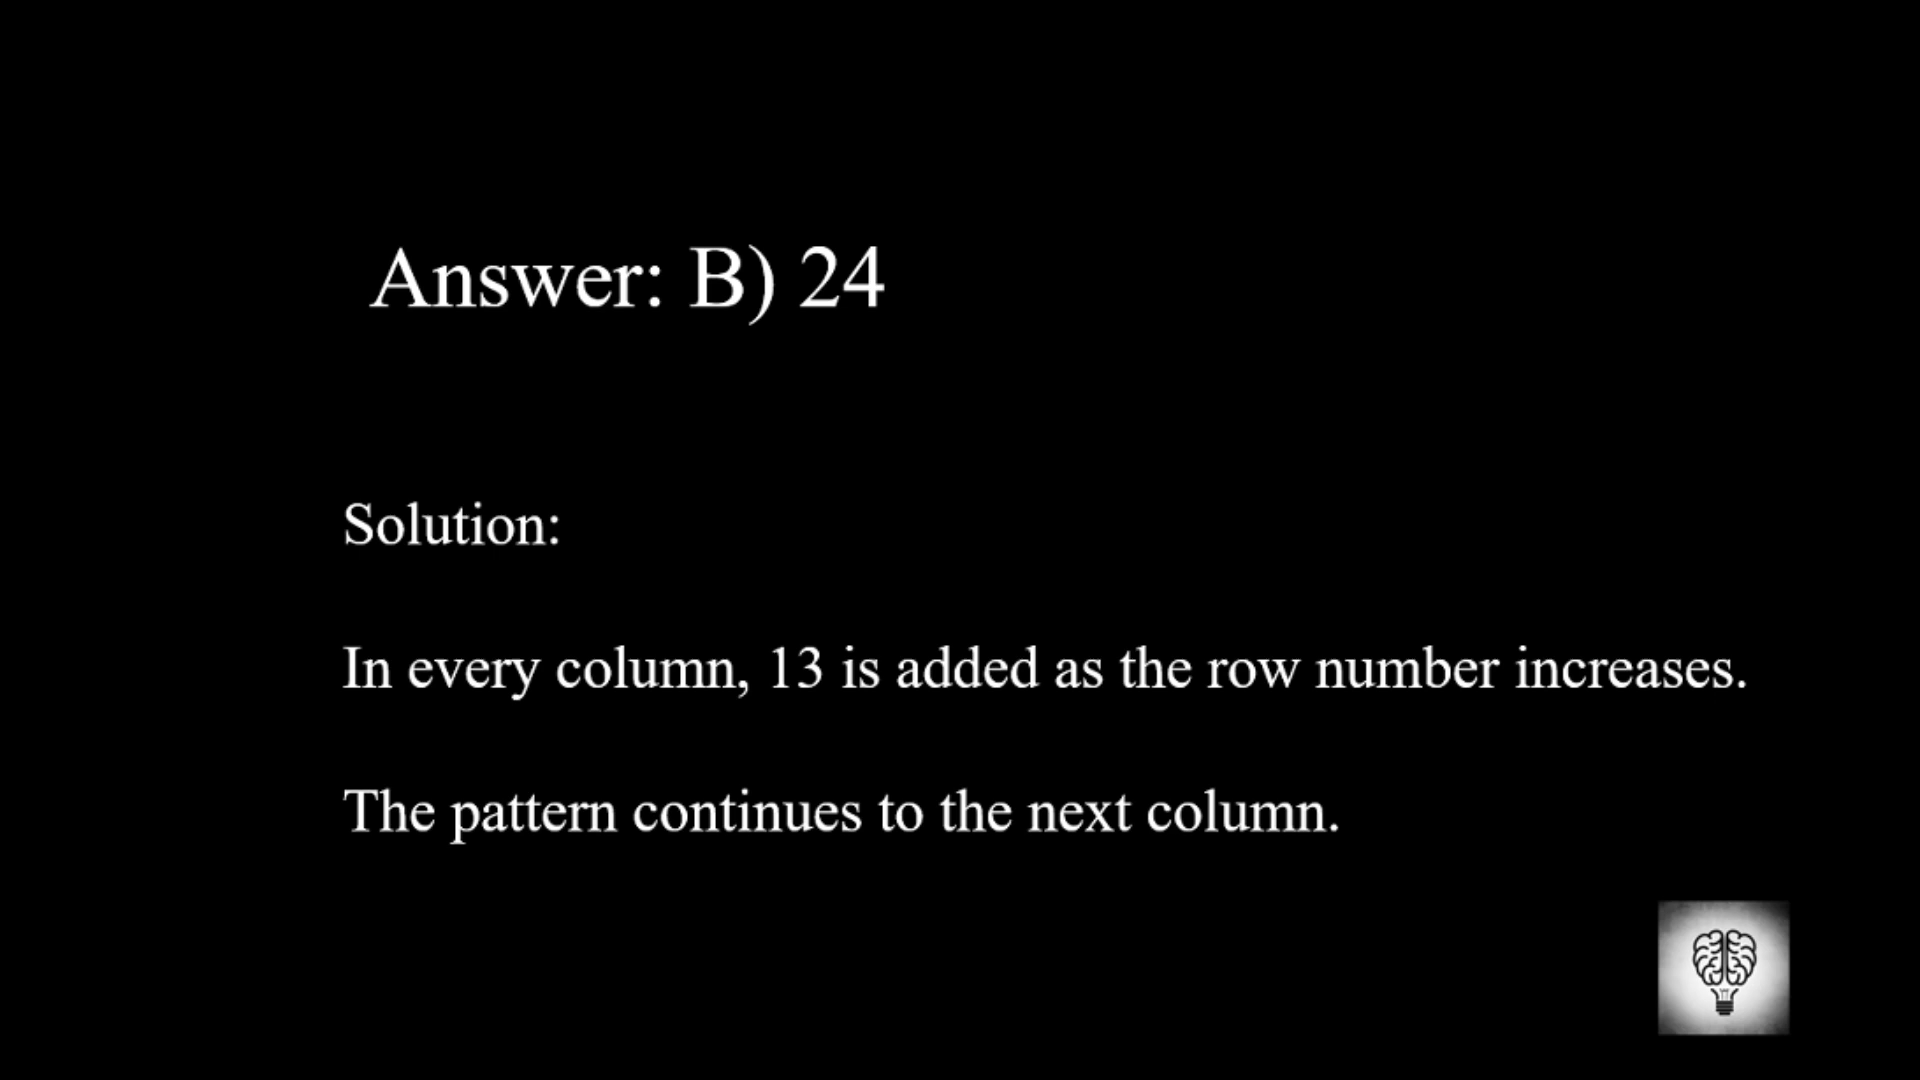 Answer: B) 24
Solution:
In every column, 13 is added as the row number increases.
The pattern continues to the next column.